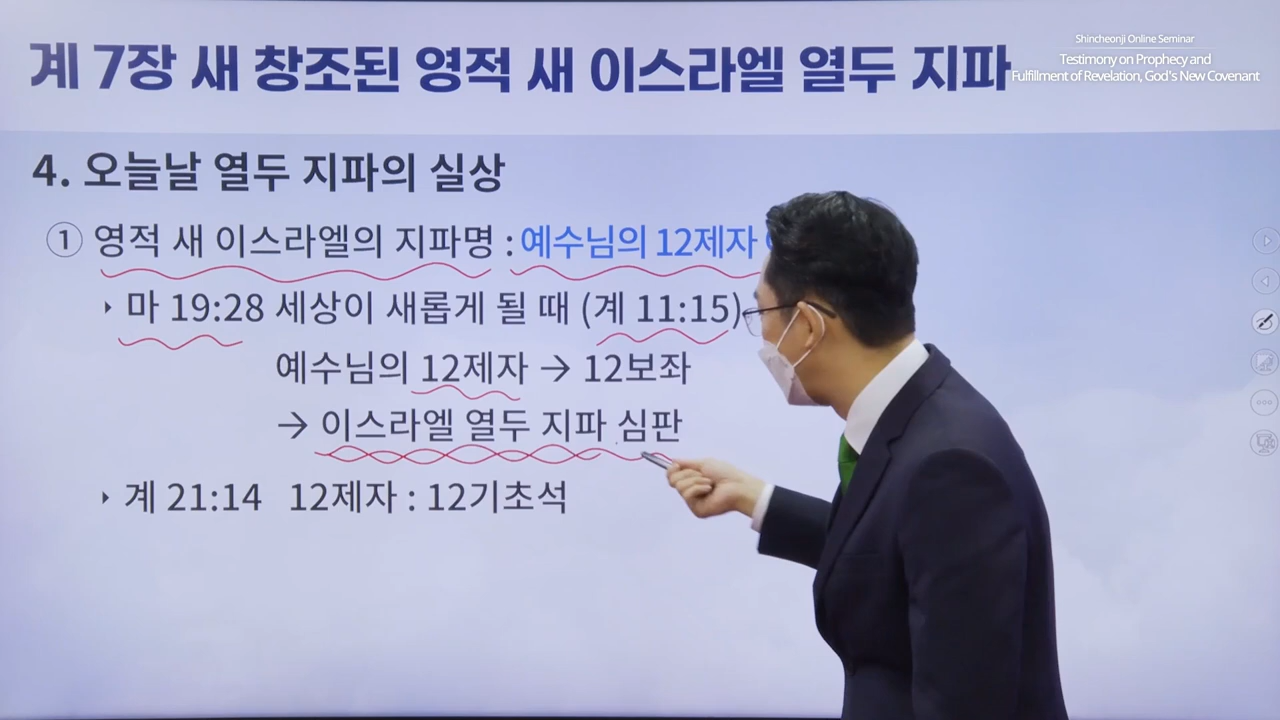 계 7장 새 창조된 영적 새 이스라엘 열두 지파
Shincheonji Online Seminar
Testimony on Prophecy and
Fulfillment of Revelation, God's New Covenant
4. 오늘날 열두 지파의 실상
① 영적 새 이스라엘의 지파명 : 예수님의 12제자
‣ 마 19:28 세상이 새롭게 될 때 (계 11:15)
예수님의 12제자 → 12보좌
→ 이스라엘 열두 지파 심판
‣ 계 21:14 12제자 : 12기초석